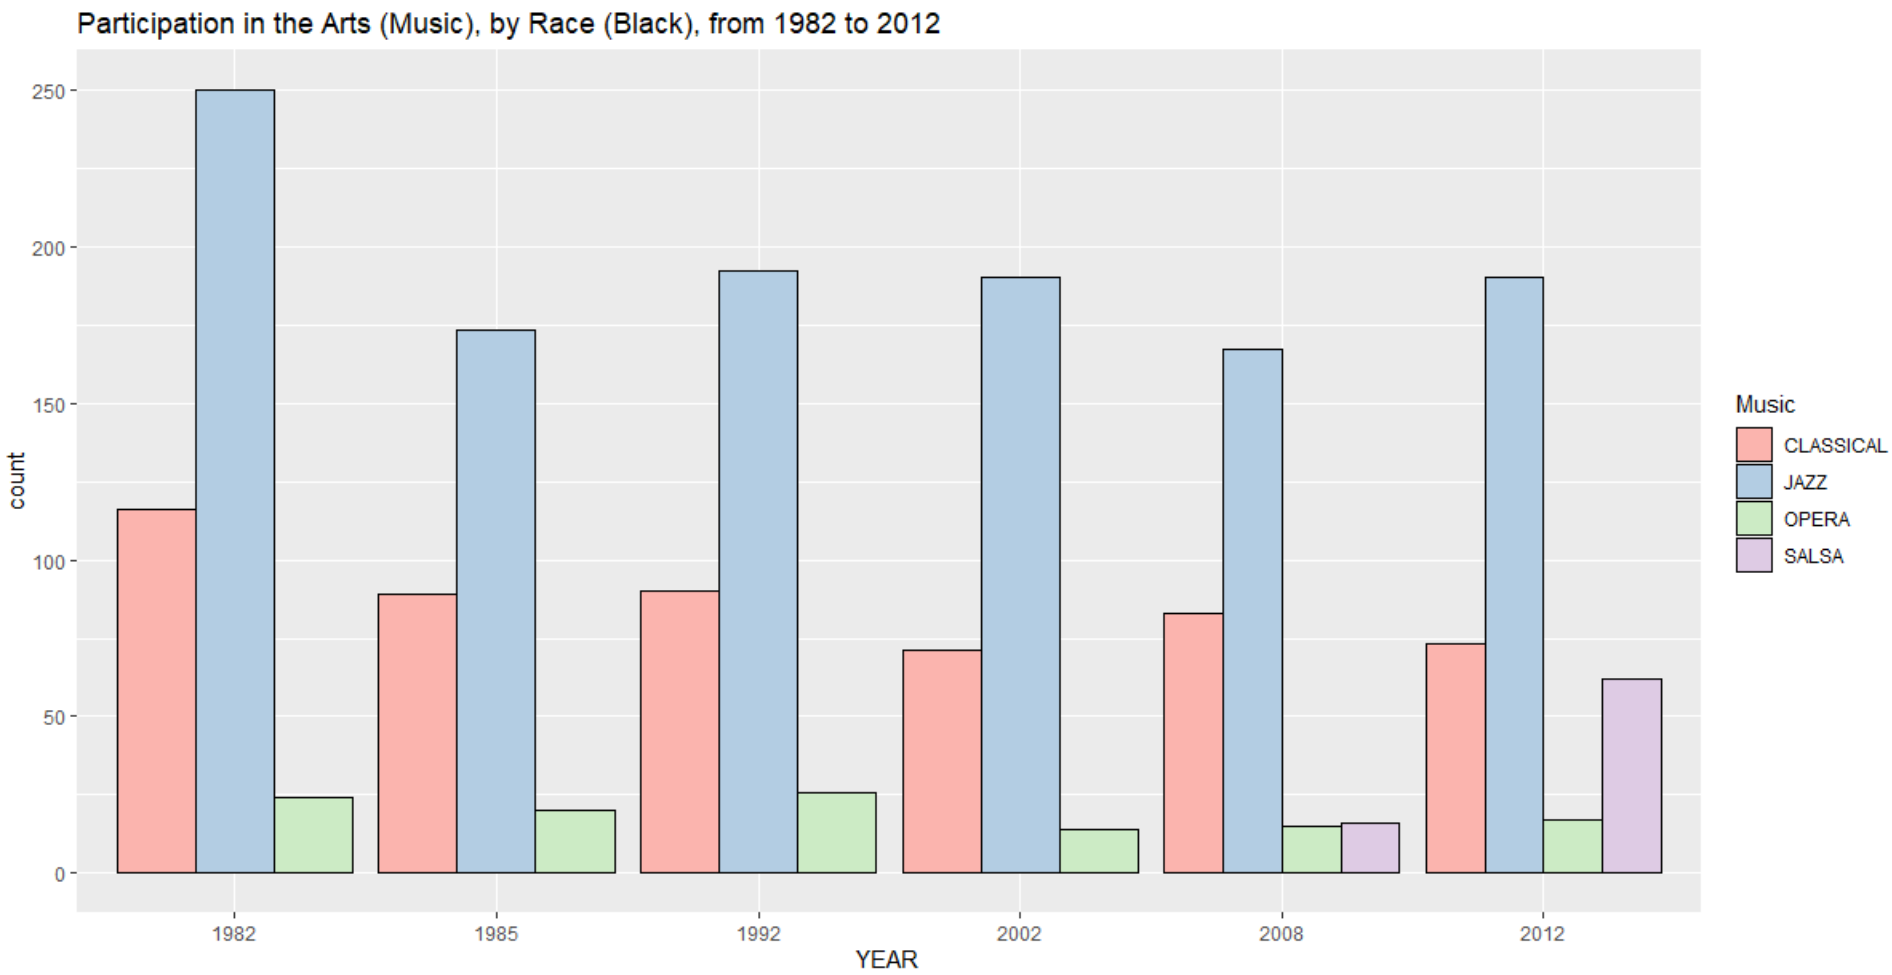 Participation in the Arts (Music), by Race (Black), from 1982 to 2012
250
200
150
100
50
0
count
1982 1985 1992 2002 2008 2012
YEAR
Music
CLASSICAL
JAZZ
OPERA
SALSA